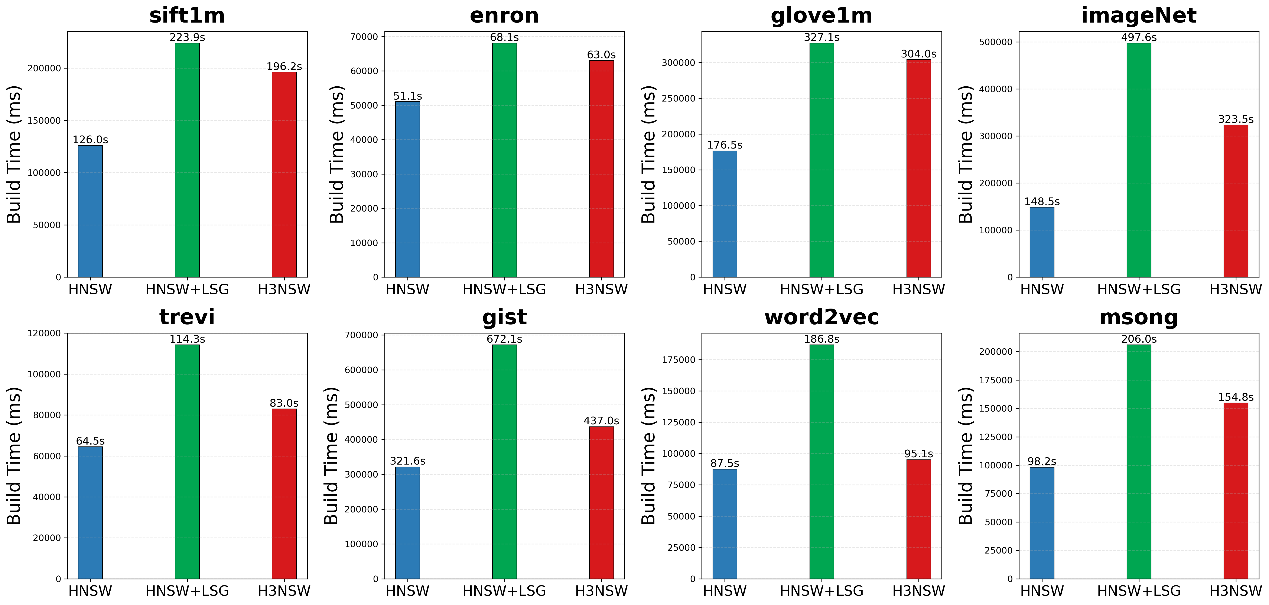 sift1m
Build Time (ms)
200000
150000
100000
50000
0
126.0s
223.9s
196.2s
HNSW HNSW+LSG H3NSW
enron
Build Time (ms)
70000
60000
50000
40000
30000
20000
10000
0
51.1s
68.1s
63.0s
HNSW HNSW+LSG H3NSW
glove1m
Build Time (ms)
300000
250000
200000
150000
100000
50000
0
176.5s
327.1s
304.0s
HNSW HNSW+LSG H3NSW
imageNet
Build Time (ms)
500000
400000
300000
200000
100000
0
148.5s
497.6s
323.5s
HNSW HNSW+LSG H3NSW
trevi
Build Time (ms)
120000
100000
80000
60000
40000
20000
0
64.5s
114.3s
83.0s
HNSW HNSW+LSG H3NSW
gist
Build Time (ms)
700000
600000
500000
400000
300000
200000
100000
0
321.6s
672.1s
437.0s
HNSW HNSW+LSG H3NSW
word2vec
Build Time (ms)
175000
150000
125000
100000
75000
50000
25000
0
87.5s
186.8s
95.1s
HNSW HNSW+LSG H3NSW
msong
Build Time (ms)
200000
175000
150000
125000
100000
75000
50000
25000
0
98.2s
206.0s
154.8s
HNSW HNSW+LSG H3NSW